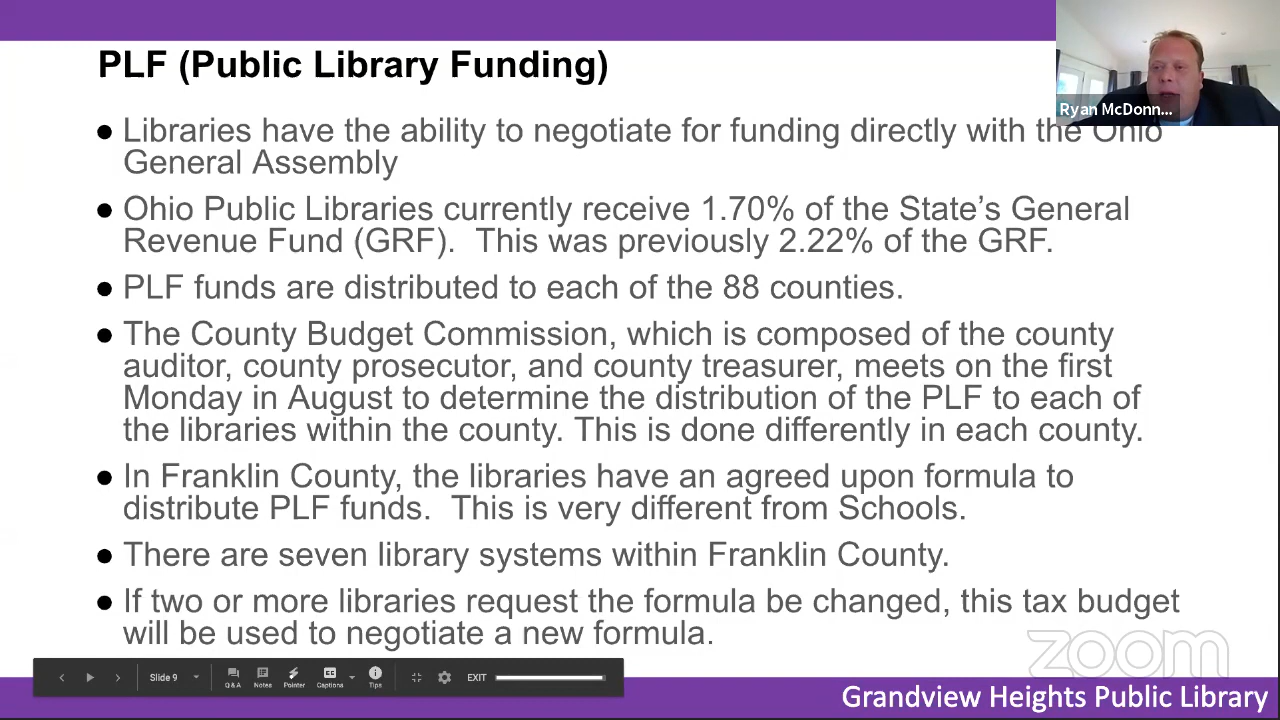 PLF (Public Library Funding)
Ryan McDonn...
● Libraries have the ability to negotiate for funding directly with the Ohio
General Assembly
● Ohio Public Libraries currently receive 1.70% of the State’s General
Revenue Fund (GRF).  This was previously 2.22% of the GRF.
● PLF funds are distributed to each of the 88 counties.
● The County Budget Commission, which is composed of the county
auditor, county prosecutor, and county treasurer, meets on the first
Monday in August to determine the distribution of the PLF to each of
the libraries within the county. This is done differently in each county.
● In Franklin County, the libraries have an agreed upon formula to
distribute PLF funds.  This is very different from Schools.
● There are seven library systems within Franklin County.
● If two or more libraries request the formula be changed, this tax budget
will be used to negotiate a new formula.
zoom
Slide 9 Q&A Notes Pointer Captions CC Tips EXIT
Grandview Heights Public Library